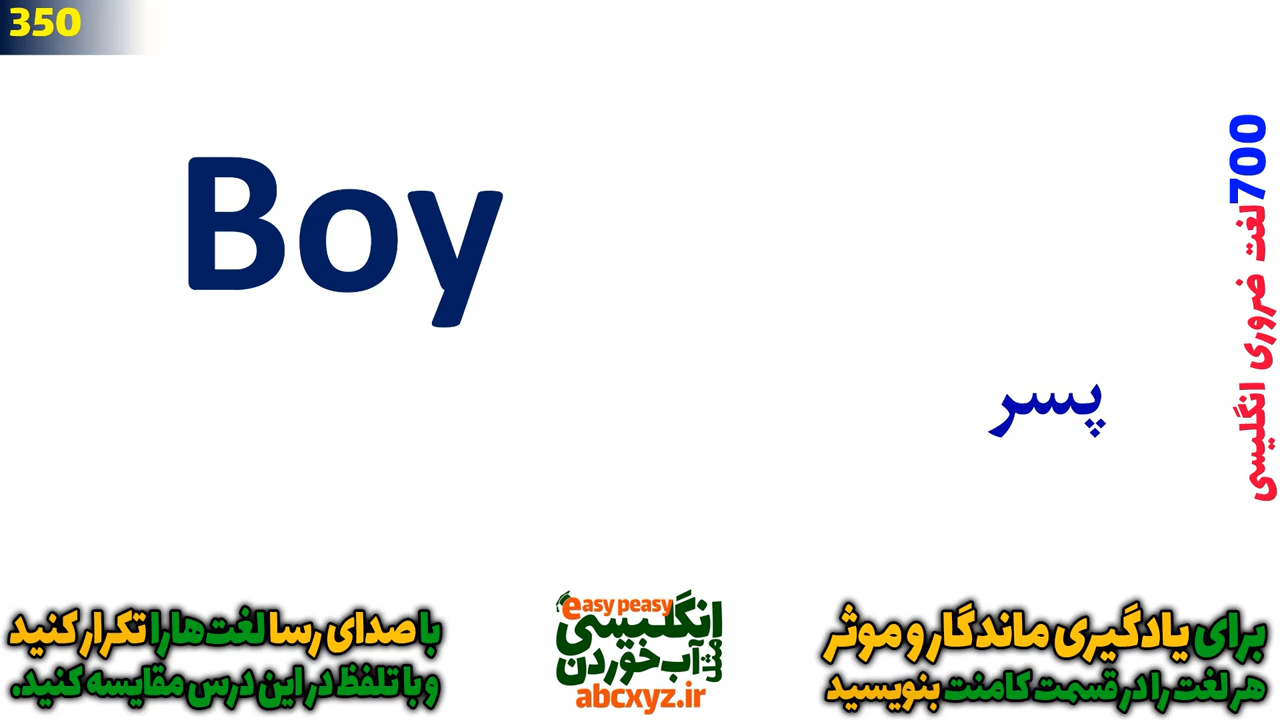 350
Boy
700 لغت ضروری انگلیسی
پسر
با صدای رسا لغت‌ها را تکرار کنید
و با تلفظ در این درس مقایسه کنید.
easy peasy
انگلیسی
مثل آب خوردن
abcxyz.ir
برای یادگیری ماندگار و موثر
هر لغت را در قسمت کامنت بنویسید